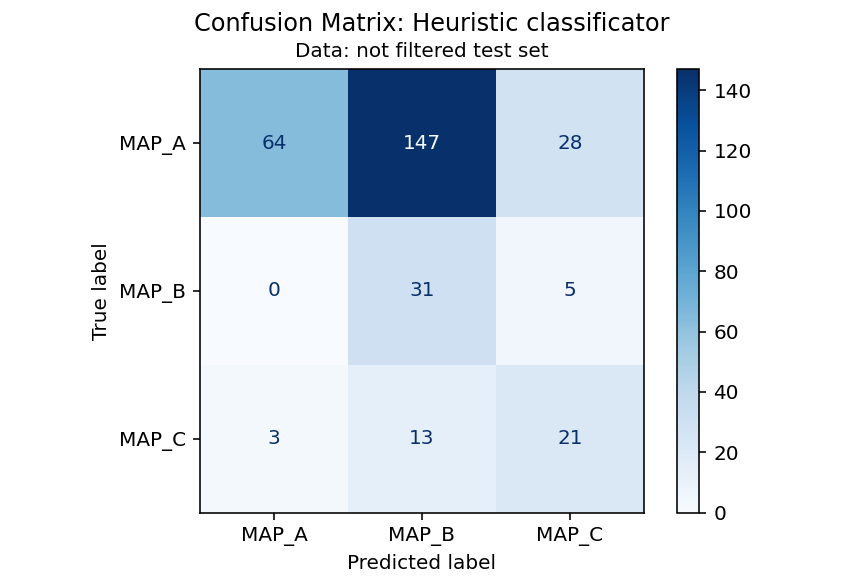 Confusion Matrix: Heuristic classificator
Data: not filtered test set
MAP_A 64 147 28
MAP_B 0 31 5
MAP_C 3 13 21
MAP_A MAP_B MAP_C
Predicted label
True label
140
120
100
80
60
40
20
0